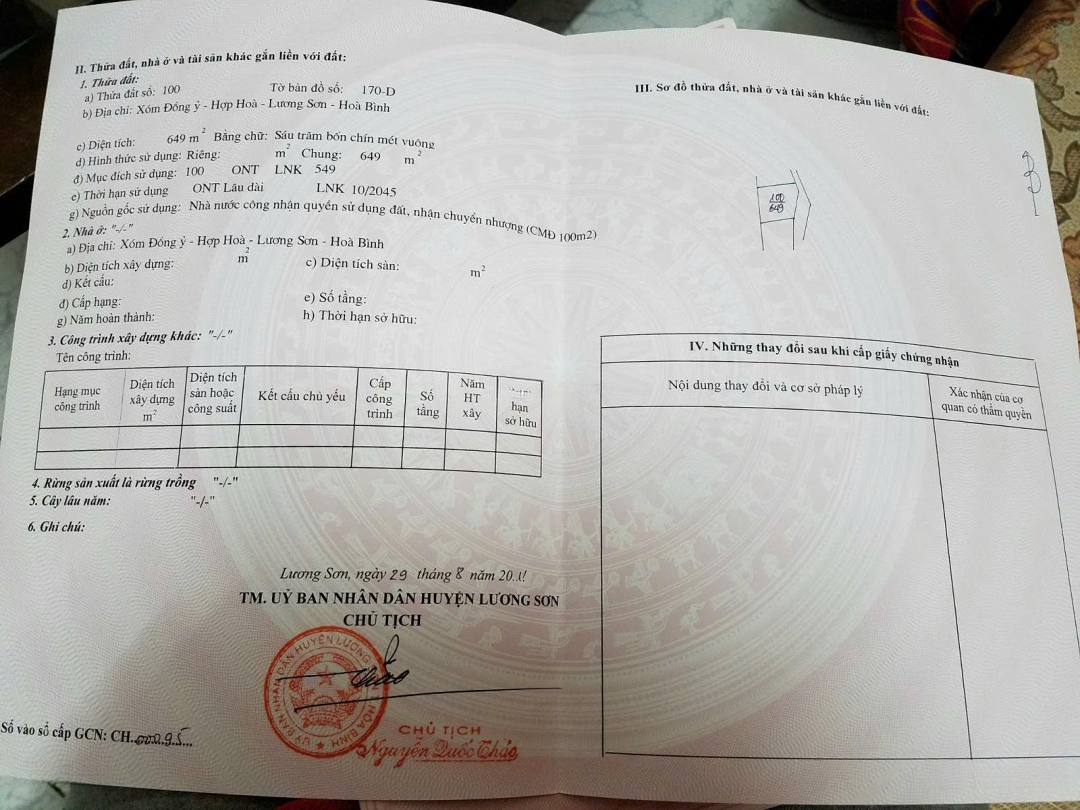 II. Thửa đất, nhà ở và tài sản khác gắn liền với đất:
1. Thửa đất:
a) Thửa đất số: 100 Tờ bản đồ số: 170-D
b) Địa chỉ: Xóm Đồng ỷ - Hợp Hoà - Lương Sơn - Hoà Bình
c) Diện tích: 649 m² Bằng chữ: Sáu trăm bốn chín mét vuông
d) Hình thức sử dụng: Riêng: m² Chung: 649 m²
đ) Mục đích sử dụng: 100 ONT LNK 549
e) Thời hạn sử dụng ONT Lâu dài LNK 10/2045
g) Nguồn gốc sử dụng: Nhà nước công nhận quyền sử dụng đất, nhận chuyển nhượng (CMĐ 100m2)
2. Nhà ở: "-/-"
a) Địa chỉ: Xóm Đồng ỷ - Hợp Hoà - Lương Sơn - Hoà Bình
b) Diện tích xây dựng: m² c) Diện tích sàn: m²
d) Kết cấu:
đ) Cấp hạng: e) Số tầng:
g) Năm hoàn thành: h) Thời hạn sở hữu:
3. Công trình xây dựng khác: "-/-"
Tên công trình:
Hạng mục công trình
Diện tích xây dựng m²
Diện tích sàn hoặc công suất
Kết cấu chủ yếu
Cấp công trình
Số tầng
Năm HT xây
hạn sở hữu
4. Rừng sản xuất là rừng trồng "-/-"
5. Cây lâu năm: "-/-"
6. Ghi chú:
Lương Sơn, ngày 29 tháng 8 năm 20
TM. UỶ BAN NHÂN DÂN HUYỆN LƯƠNG SƠN
CHỦ TỊCH
UỶ BAN NHÂN DÂN HUYỆN LƯƠNG
HOÀ BÌNH
CHỦ TỊCH
Nguyễn Quốc Thảo
Số vào sổ cấp GCN: CH
III. Sơ đồ thửa đất, nhà ở và tài sản khác gắn liền với đất:
100
649
IV. Những thay đổi sau khi cấp giấy chứng nhận
Nội dung thay đổi và cơ sở pháp lý
Xác nhận của cơ quan có thẩm quyền